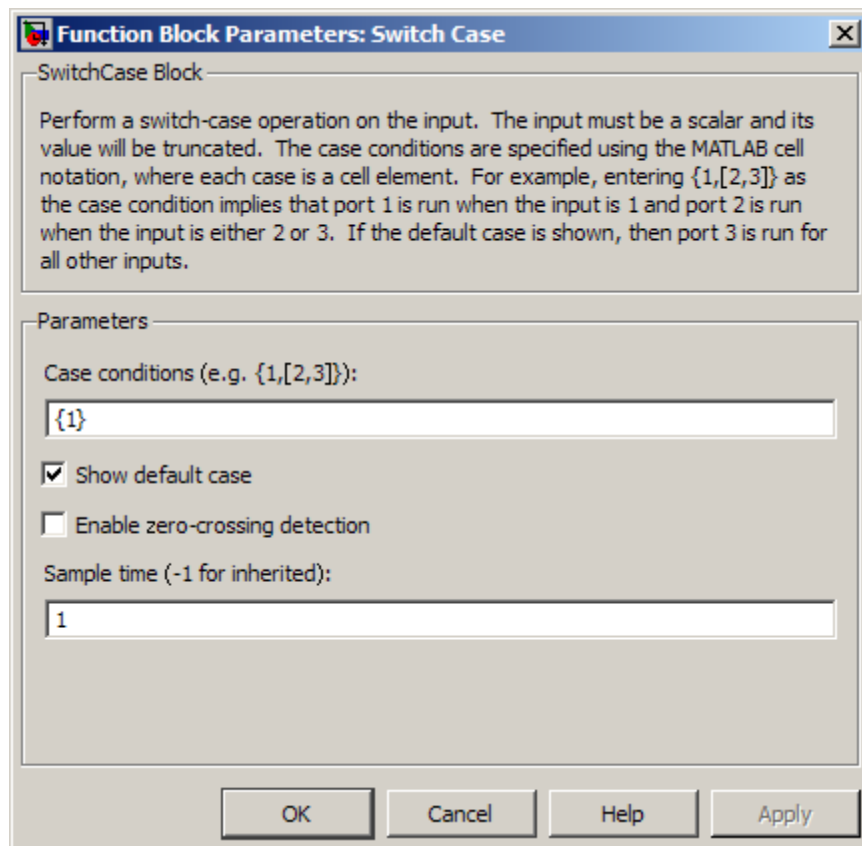 Function Block Parameters: Switch Case
SwitchCase Block
Perform a switch-case operation on the input. The input must be a scalar and its
value will be truncated. The case conditions are specified using the MATLAB cell
notation, where each case is a cell element. For example, entering {1,[2,3]} as
the case condition implies that port 1 is run when the input is 1 and port 2 is run
when the input is either 2 or 3. If the default case is shown, then port 3 is run for
all other inputs.
Parameters
Case conditions (e.g. {1,[2,3]}):
{1}
Show default case
Enable zero-crossing detection
Sample time (-1 for inherited):
1
OK Cancel Help Apply